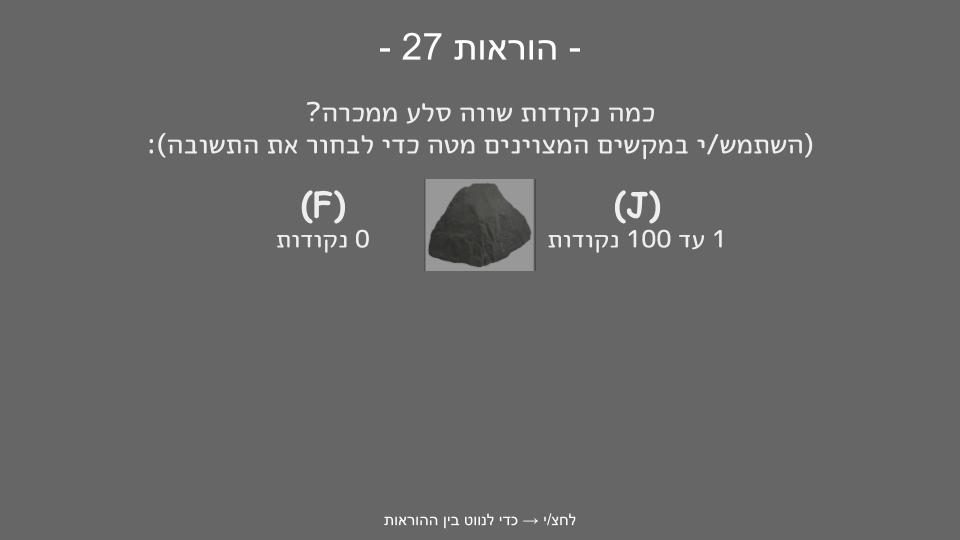 - הוראות 27 -
כמה נקודות שווה סלע ממכרה?
(השתמש/י במקשים המצוינים מטה כדי לבחור את התשובה):
(J)
1 עד 100 נקודות
(F)
0 נקודות
לחצ/י → כדי לנווט בין ההוראות